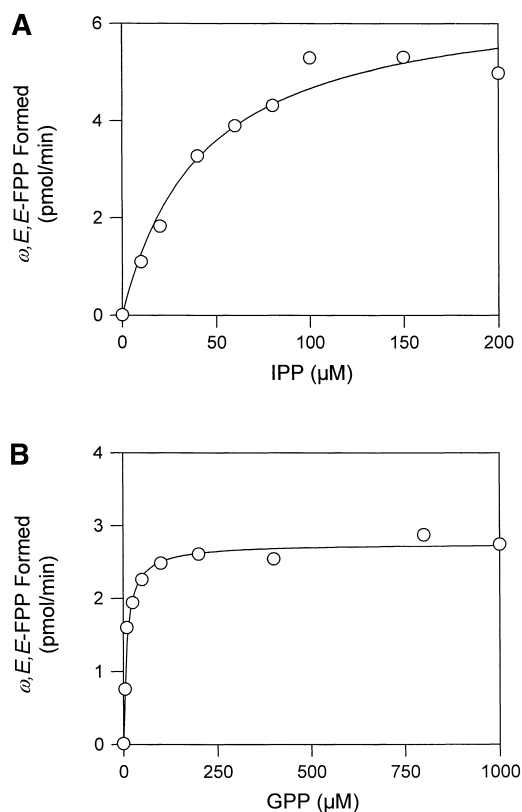 A
6
4
2
0
ω,E,E-FPP Formed
(pmol/min)
0 50 100 150 200
IPP (µM)
B
4
3
2
1
0
ω,E,E-FPP Formed
(pmol/min)
0 250 500 750 1000
GPP (µM)